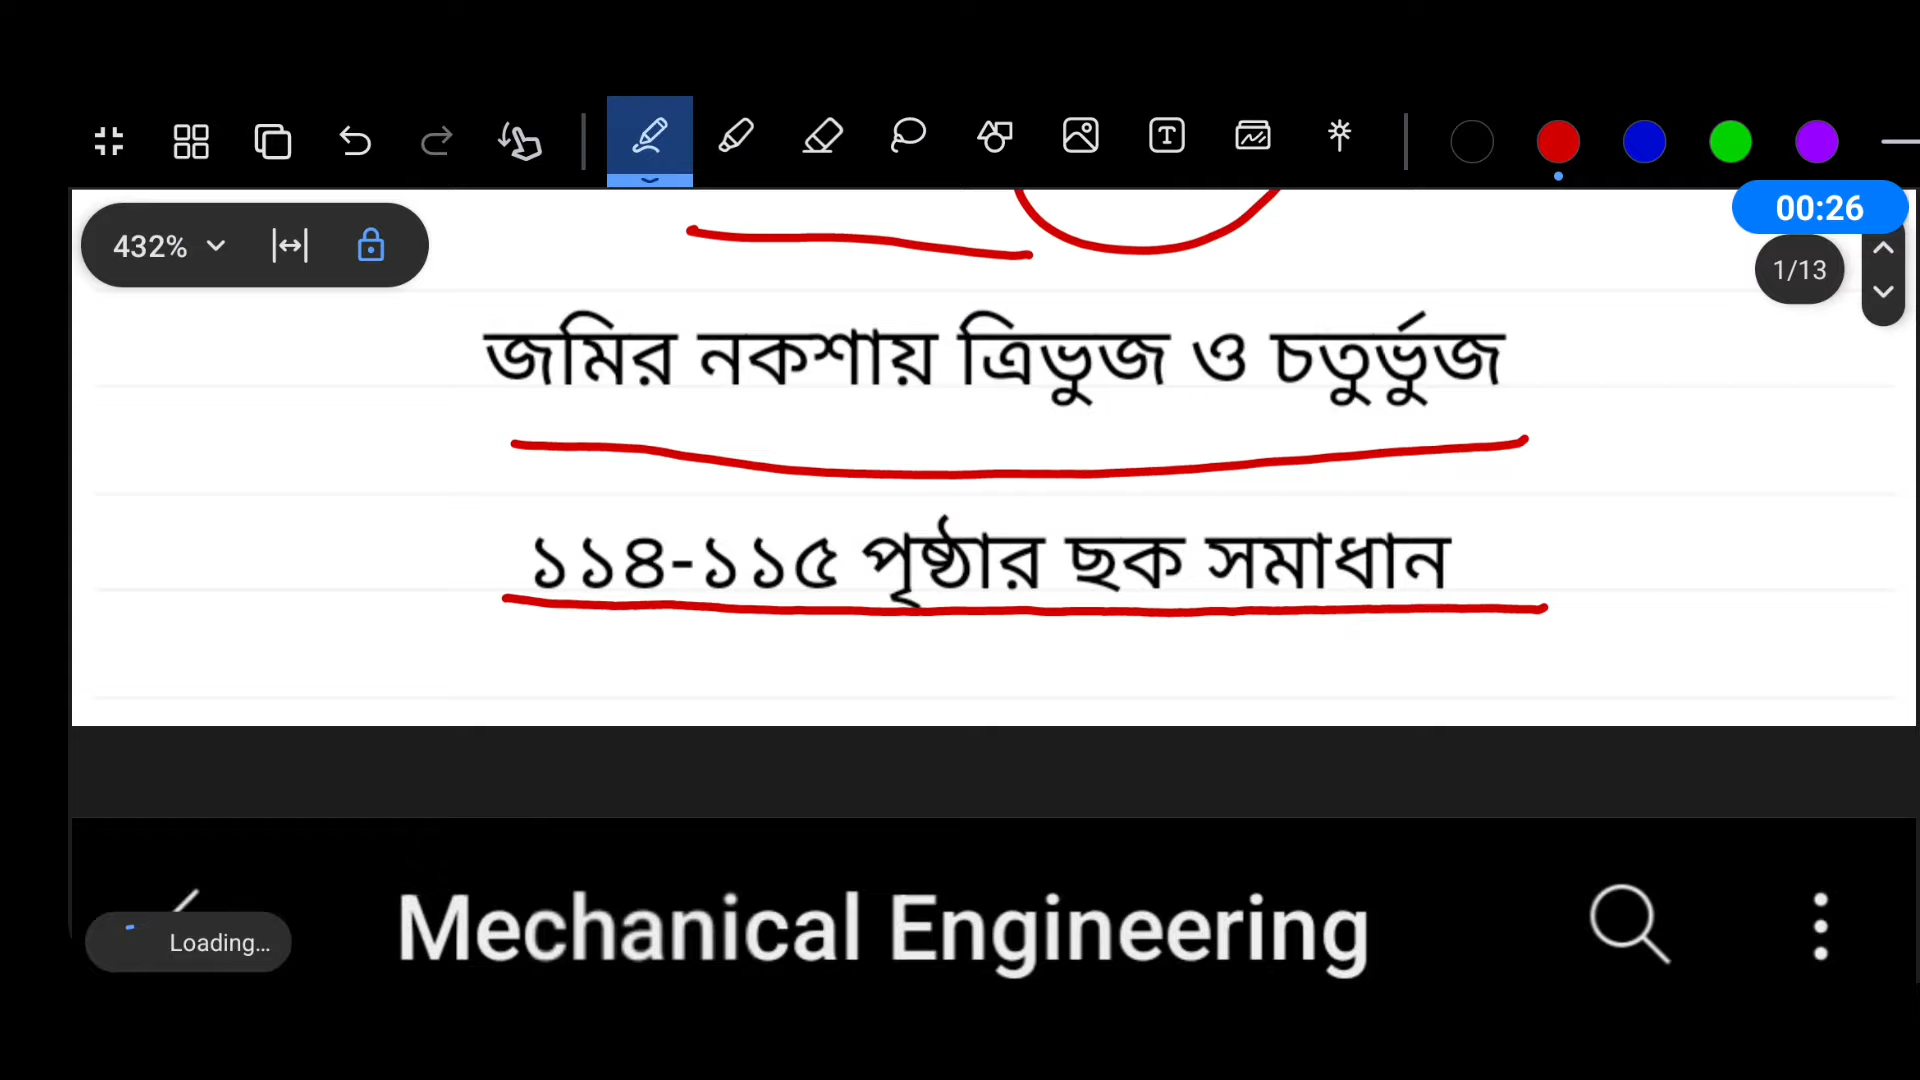 00:26
432%
1/13
জমির নকশায় ত্রিভুজ ও চতুর্ভুজ
১১৪-১১৫ পৃষ্ঠার ছক সমাধান
Mechanical Engineering
Loading...